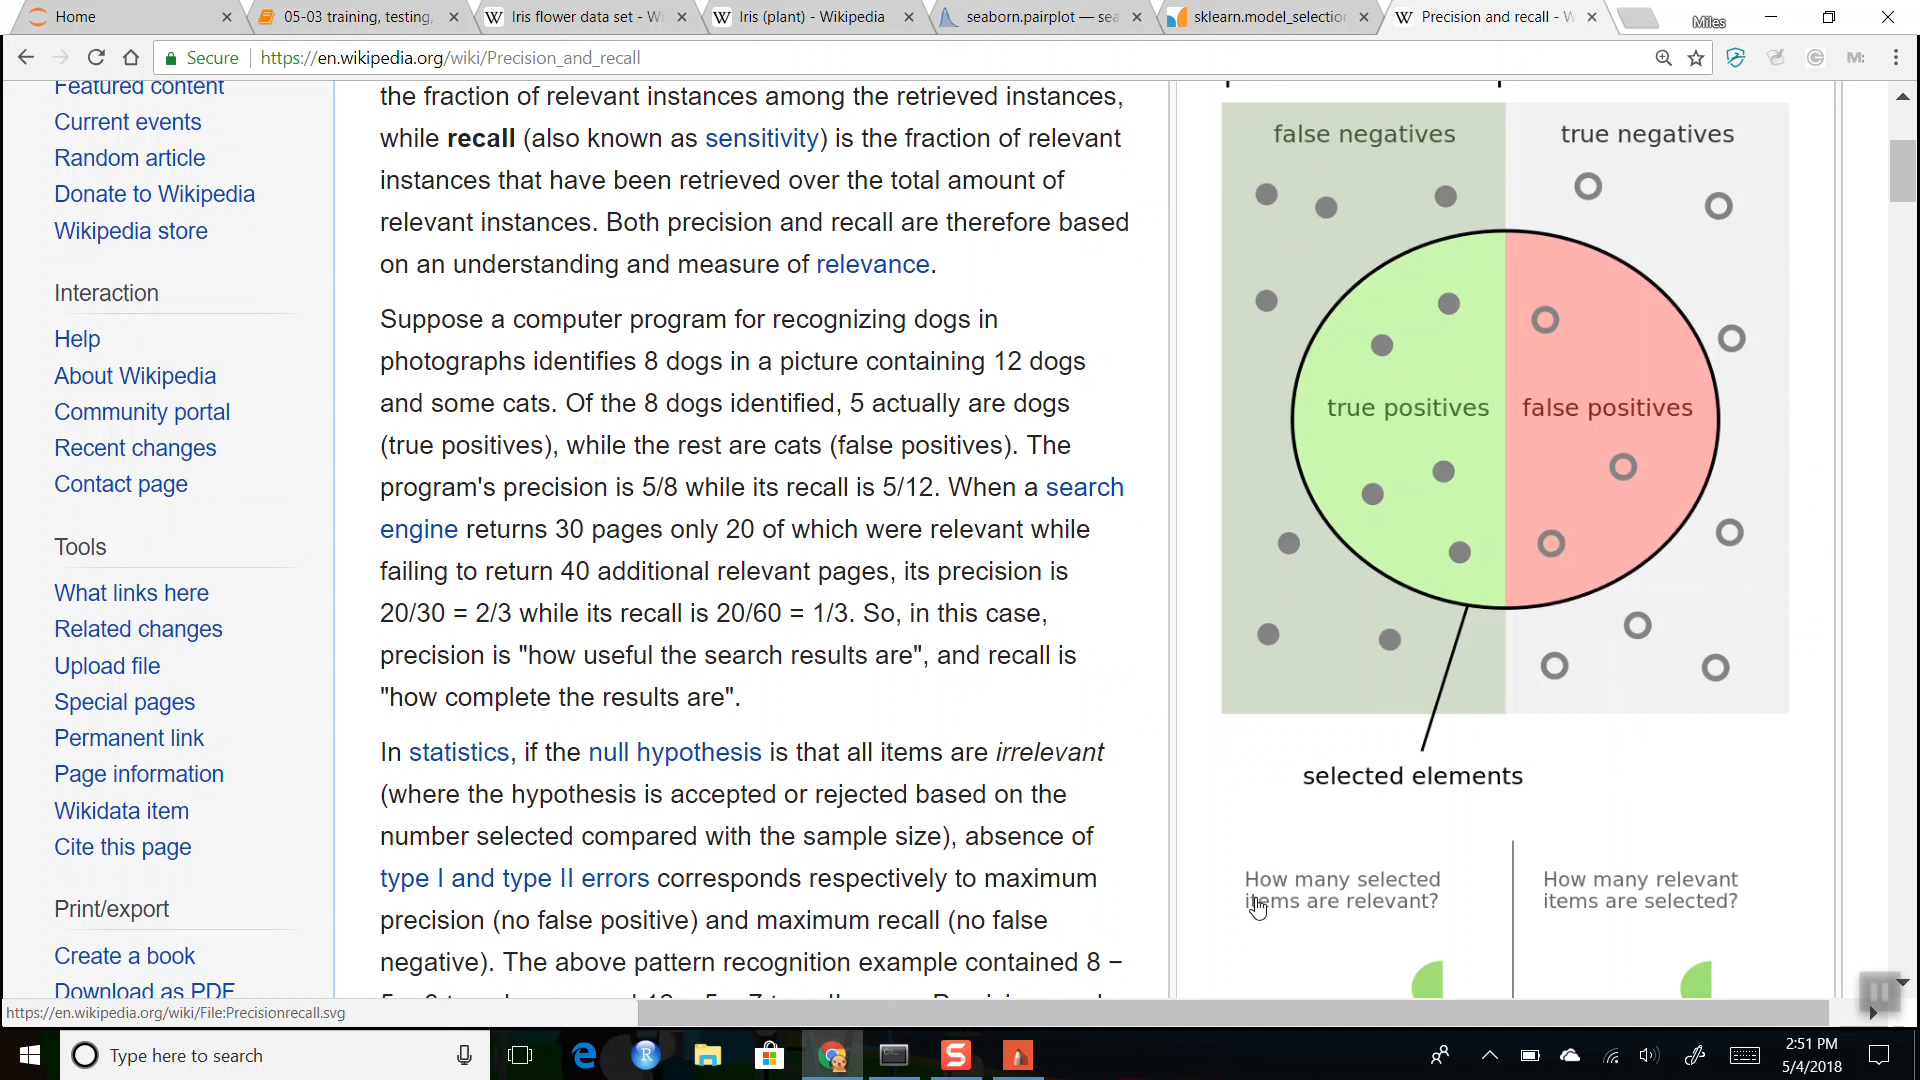 Home
05-03 training, testing,
Iris flower data set - Wi
Iris (plant) - Wikipedia
seaborn.pairplot — sea
sklearn.model_selection
Precision and recall - W
Miles
Secure
https://en.wikipedia.org/wiki/Precision_and_recall
Featured content
Current events
Random article
Donate to Wikipedia
Wikipedia store
Interaction
Help
About Wikipedia
Community portal
Recent changes
Contact page
Tools
What links here
Related changes
Upload file
Special pages
Permanent link
Page information
Wikidata item
Cite this page
Print/export
Create a book
Download as PDF
the fraction of relevant instances among the retrieved instances,
while recall (also known as sensitivity) is the fraction of relevant
instances that have been retrieved over the total amount of
relevant instances. Both precision and recall are therefore based
on an understanding and measure of relevance.
Suppose a computer program for recognizing dogs in
photographs identifies 8 dogs in a picture containing 12 dogs
and some cats. Of the 8 dogs identified, 5 actually are dogs
(true positives), while the rest are cats (false positives). The
program's precision is 5/8 while its recall is 5/12. When a search
engine returns 30 pages only 20 of which were relevant while
failing to return 40 additional relevant pages, its precision is
20/30 = 2/3 while its recall is 20/60 = 1/3. So, in this case,
precision is "how useful the search results are", and recall is
"how complete the results are".
In statistics, if the null hypothesis is that all items are irrelevant
(where the hypothesis is accepted or rejected based on the
number selected compared with the sample size), absence of
type I and type II errors corresponds respectively to maximum
precision (no false positive) and maximum recall (no false
negative). The above pattern recognition example contained 8 −
false negatives
true negatives
true positives
false positives
selected elements
How many selected
items are relevant?
How many relevant
items are selected?
https://en.wikipedia.org/wiki/File:Precisionrecall.svg
Type here to search
2:51 PM
5/4/2018